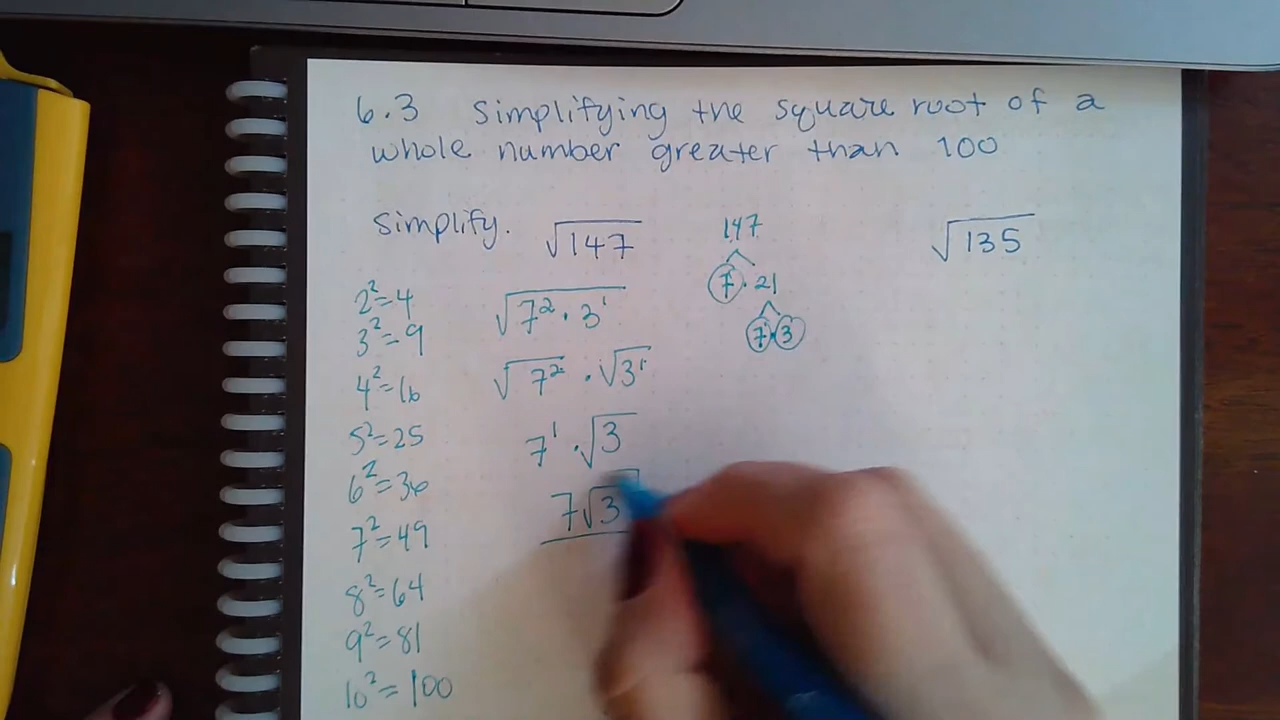 6.3 Simplifying the square root of a
whole number greater than 100
Simplify.
√147
147
7 · 21
7 · 3
√135
2²=4
3²=9
4²=16
5²=25
6²=36
7²=49
8²=64
9²=81
10²=100
√7² · 3¹
√7² · √3¹
7¹ · √3
7√3